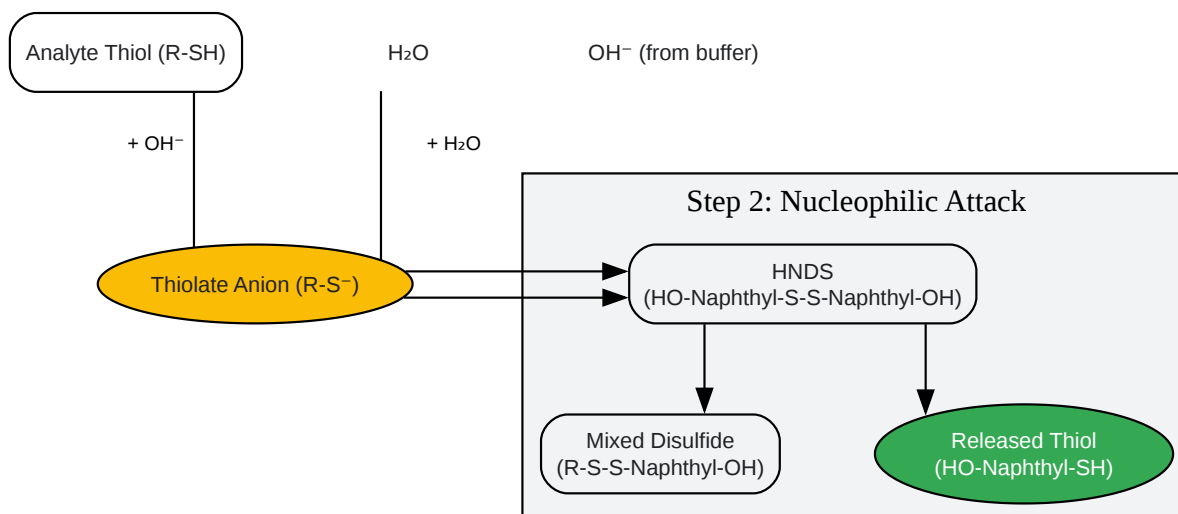 Analyte Thiol (R-SH)
H₂O
OH⁻ (from buffer)
+ OH⁻
+ H₂O
Step 2: Nucleophilic Attack
Thiolate Anion (R-S⁻)
HNDS
(HO-Naphthyl-S-S-Naphthyl-OH)
Mixed Disulfide
(R-S-S-Naphthyl-OH)
Released Thiol
(HO-Naphthyl-SH)